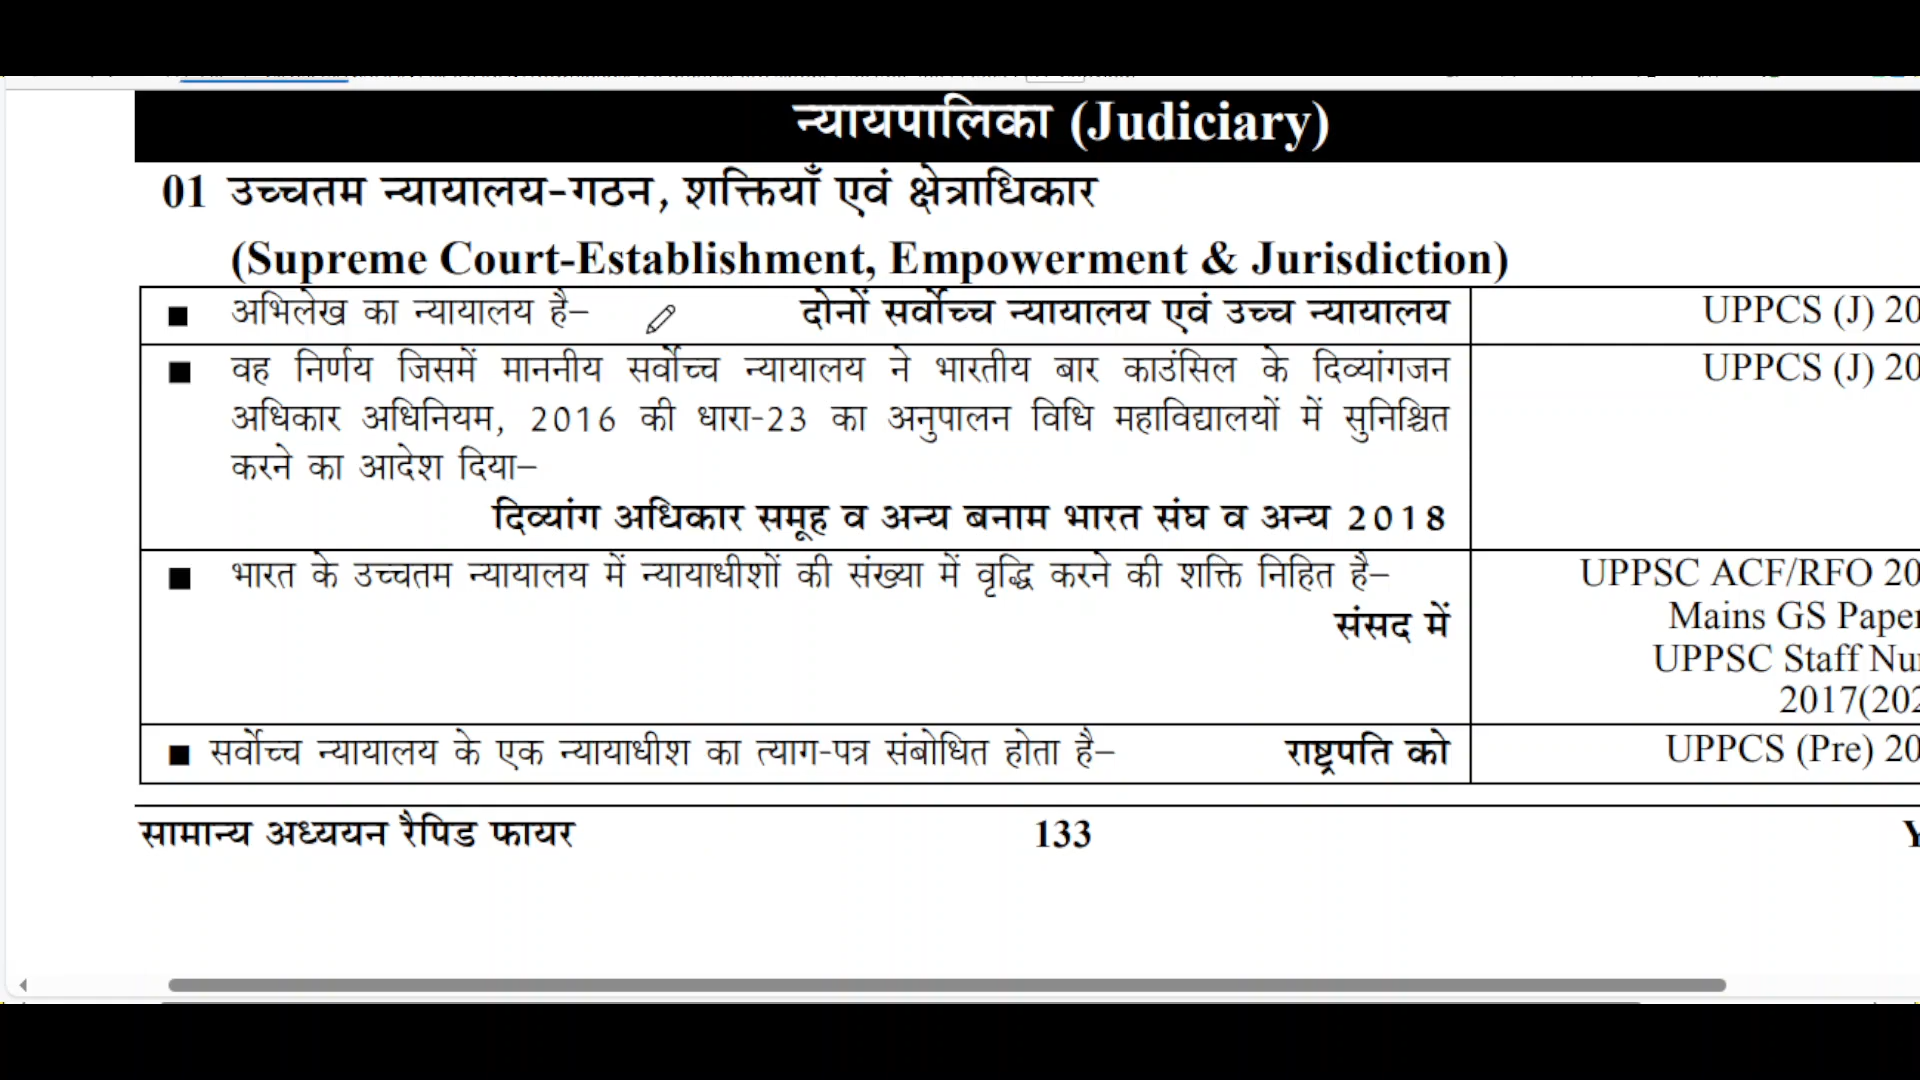 न्यायपालिका (Judiciary)
01 उच्चतम न्यायालय-गठन, शक्तियाँ एवं क्षेत्राधिकार
(Supreme Court-Establishment, Empowerment & Jurisdiction)
■ अभिलेख का न्यायालय है– दोनों सर्वोच्च न्यायालय एवं उच्च न्यायालय UPPCS (J) 20
■ वह निर्णय जिसमें माननीय सर्वोच्च न्यायालय ने भारतीय बार काउंसिल के दिव्यांगजन UPPCS (J) 20
अधिकार अधिनियम, 2016 की धारा-23 का अनुपालन विधि महाविद्यालयों में सुनिश्चित
करने का आदेश दिया–
दिव्यांग अधिकार समूह व अन्य बनाम भारत संघ व अन्य 2018
■ भारत के उच्चतम न्यायालय में न्यायाधीशों की संख्या में वृद्धि करने की शक्ति निहित है– UPPSC ACF/RFO 20
संसद में Mains GS Paper
UPPSC Staff Nur
2017(202
■ सर्वोच्च न्यायालय के एक न्यायाधीश का त्याग-पत्र संबोधित होता है– राष्ट्रपति को UPPCS (Pre) 20
सामान्य अध्ययन रैपिड फायर 133 Y